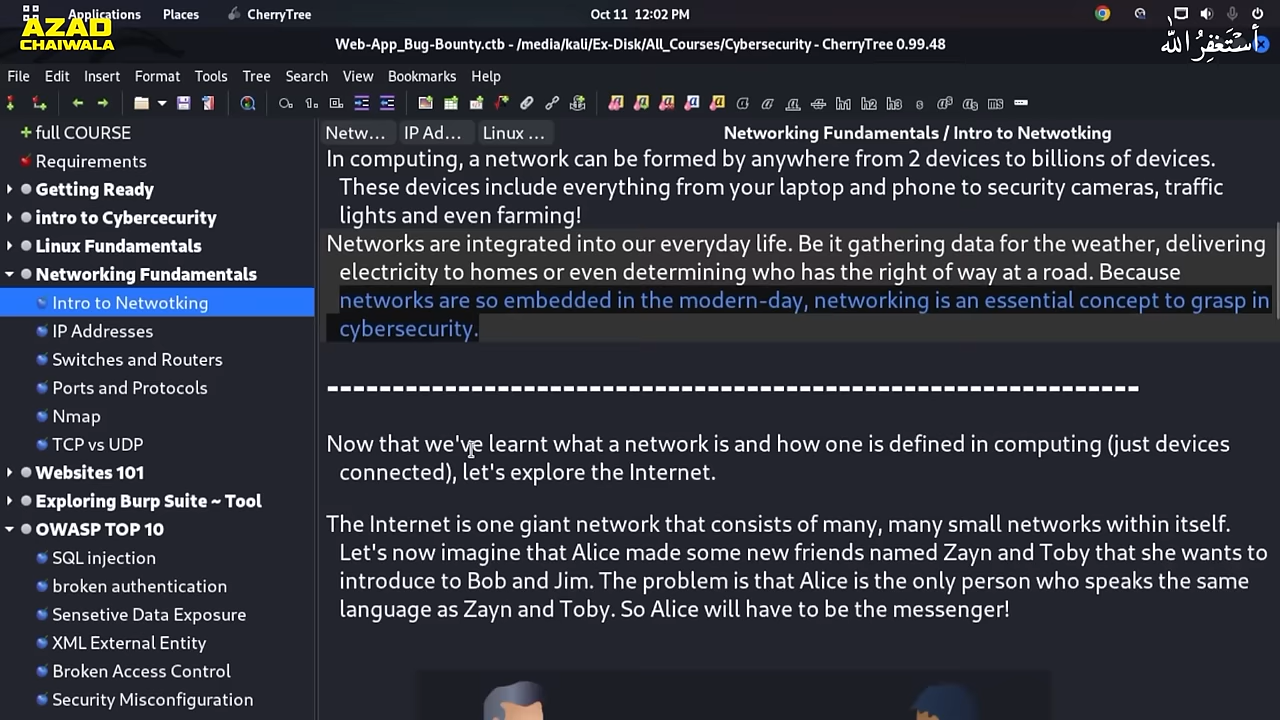 Applications Places CherryTree Oct 11 12:02 PM
AZAD
CHAIWALA
أستغفر الله
Web-App_Bug-Bounty.ctb - /media/kali/Ex-Disk/All_Courses/Cybersecurity - CherryTree 0.99.48
File Edit Insert Format Tools Tree Search View Bookmarks Help
h1 h2 h3 s
full COURSE
Requirements
Getting Ready
intro to Cybercecurity
Linux Fundamentals
Networking Fundamentals
Intro to Netwotking
IP Addresses
Switches and Routers
Ports and Protocols
Nmap
TCP vs UDP
Websites 101
Exploring Burp Suite ~ Tool
OWASP TOP 10
SQL injection
broken authentication
Sensetive Data Exposure
XML External Entity
Broken Access Control
Security Misconfiguration
Netw... IP Ad... Linux ... Networking Fundamentals / Intro to Netwotking
In computing, a network can be formed by anywhere from 2 devices to billions of devices.
These devices include everything from your laptop and phone to security cameras, traffic
lights and even farming!
Networks are integrated into our everyday life. Be it gathering data for the weather, delivering
electricity to homes or even determining who has the right of way at a road. Because
networks are so embedded in the modern-day, networking is an essential concept to grasp in
cybersecurity.
--------------------------------------------------------------
Now that we've learnt what a network is and how one is defined in computing (just devices
connected), let's explore the Internet.
The Internet is one giant network that consists of many, many small networks within itself.
Let's now imagine that Alice made some new friends named Zayn and Toby that she wants to
introduce to Bob and Jim. The problem is that Alice is the only person who speaks the same
language as Zayn and Toby. So Alice will have to be the messenger!